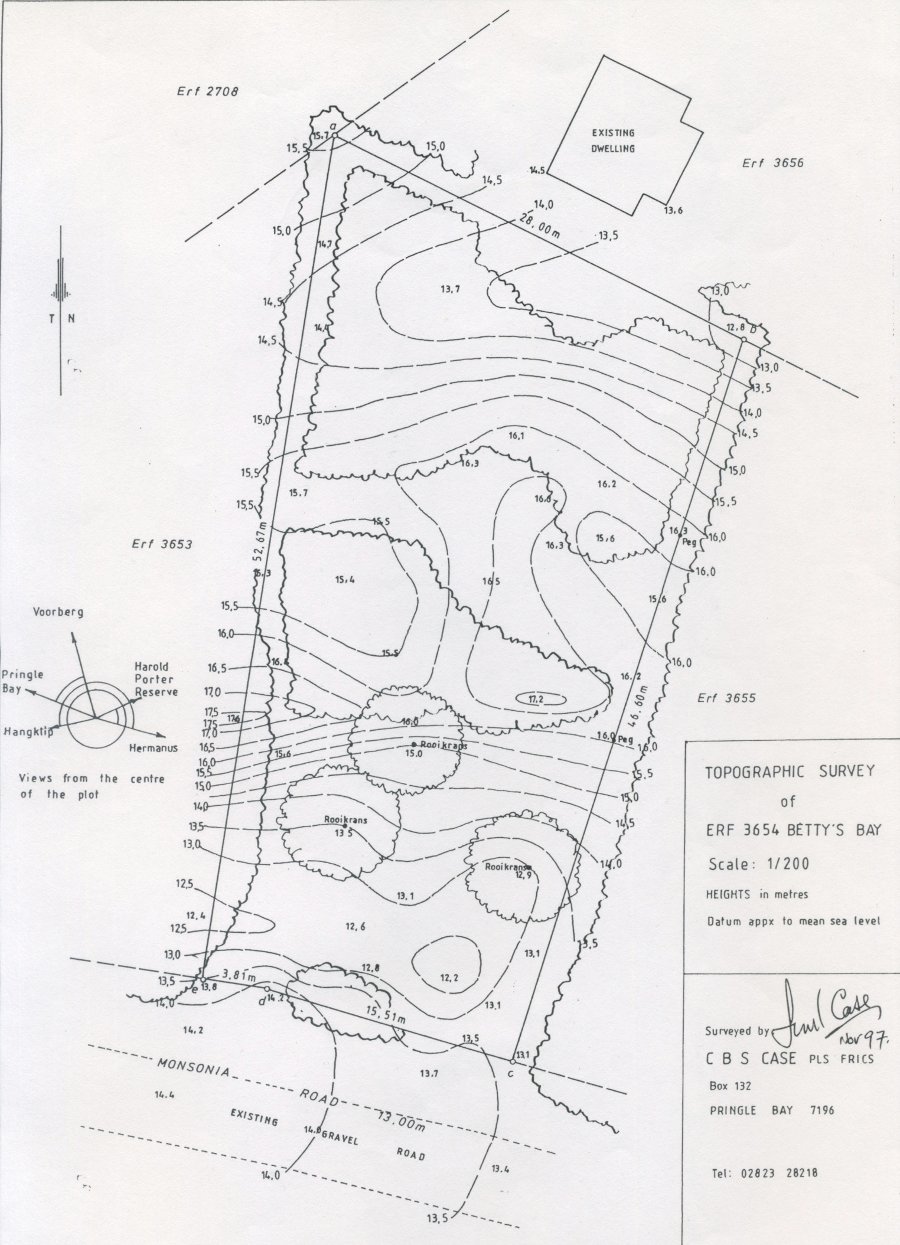 Erf 2708
a
15.7
15,5
15,0
EXISTING
DWELLING
Erf 3656
14.5
14,5
13,6
14,0
28,00m
15,0
14.7
13,5
13.7
13,0
14,5
T N
12,8 b
14,5
13,0
13,5
14,0
15,0
14,5
16,1
16,3
15,0
15,5
15.7
16.2
15,5
15,5
15,5
52,67m
16.3
15,6
16.3
Peg
16,0
Erf 3653
16.3
15.3
15.4
16,0
15,5
15.6
Voorberg
16,0
15,5
16,0
Pringle
Bay
Harold
Porter
Reserve
16,5
16.2
17,0
17.2
46.60m
Erf 3655
17,5
17,5
17,0
16.0
16.0 Peg
16,0
Hangklip
Hermanus
16,5
15.6
Rooikrans
15.0
16,0
15,5
15,5
15,0
15,0
Views from the centre
of the plot
14,0
14,5
13,5
Rooikrans
13.5
13,0
14,0
Rooikrans
12,9
12,5
13,1
12,4
12,5
12.6
13,1
13,5
13,0
12,8
12.2
13,5
e 13,8
3,81m
14,0
d 14.2
15,51m
13,1
14.2
13,5
13,1
c
13.7
MONSONIA ROAD
14.4
13,00m
EXISTING GRAVEL ROAD
14,0
13.4
13,5
TOPOGRAPHIC SURVEY
of
ERF 3654 BETTY'S BAY
Scale: 1/200
HEIGHTS in metres
Datum appx to mean sea level
Surveyed by
Case
Nov 97.
C B S CASE PLS FRICS
Box 132
PRINGLE BAY 7196
Tel: 02823 28218